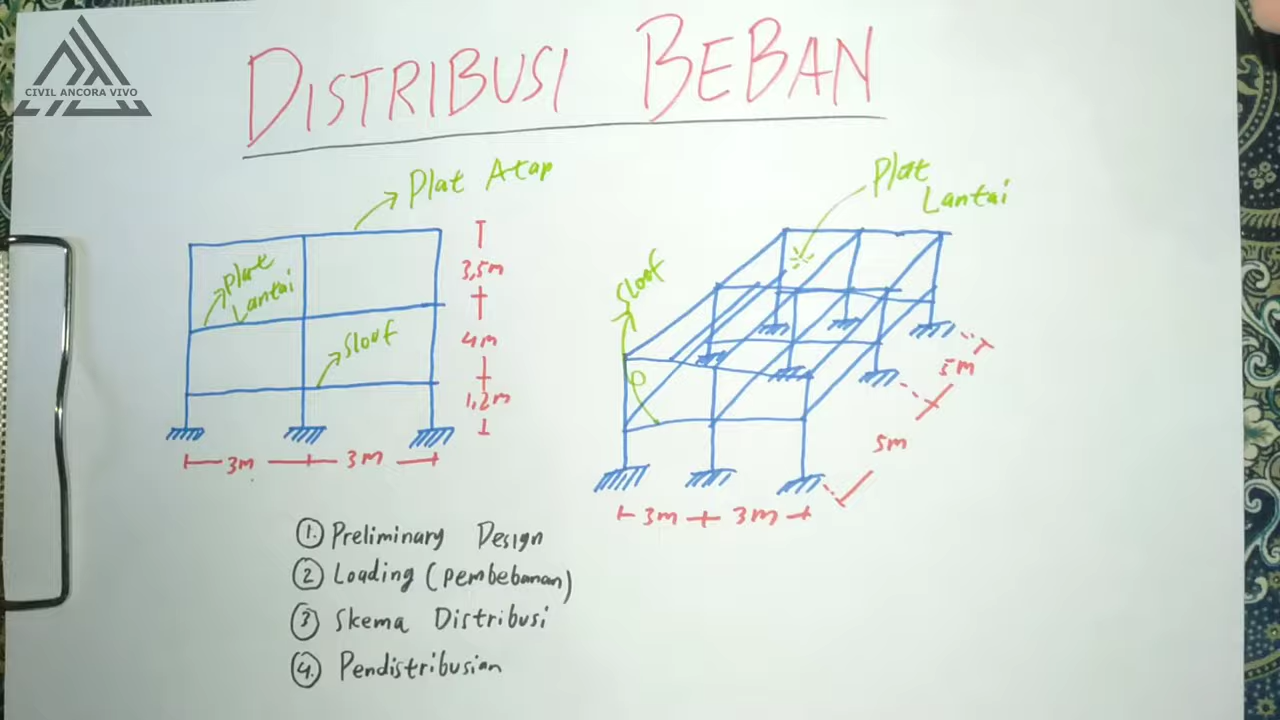 CIVIL ANCORA VIVO
DISTRIBUSI BEBAN
Plat Atap
Plat
Lantai
Sloof
3,5m
4m
1,2m
3m
3m
Plat
Lantai
Sloof
5m
5m
3m
3m
1. Preliminary Design
2. Loading (pembebanan)
3. Skema Distribusi
4. Pendistribusian